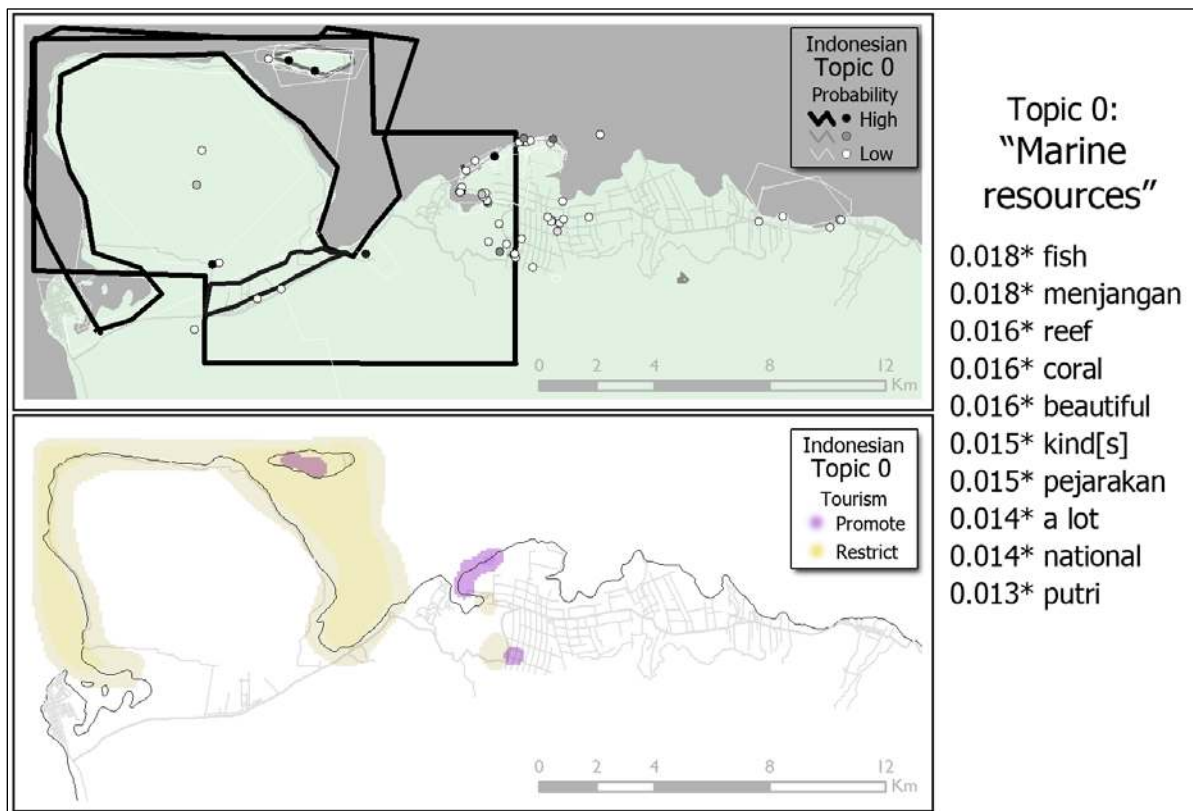 Indonesian
Topic 0
Probability
High
Low
0 2 4 8 12
Km
Indonesian
Topic 0
Tourism
Promote
Restrict
0 2 4 8 12
Km
Topic 0:
“Marine
resources”
0.018* fish
0.018* menjangan
0.016* reef
0.016* coral
0.016* beautiful
0.015* kind[s]
0.015* pejarakan
0.014* a lot
0.014* national
0.013* putri